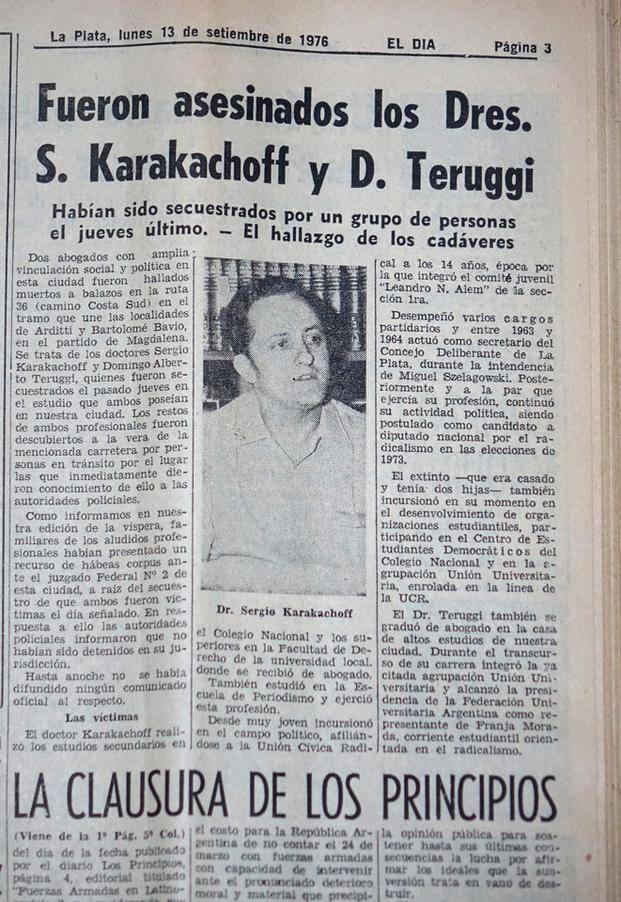 La Plata, lunes 13 de setiembre de 1976 EL DIA Página 3
Fueron asesinados los Dres.
S. Karakachoff y D. Teruggi
Habían sido secuestrados por un grupo de personas
el jueves último. — El hallazgo de los cadáveres
Dos abogados con amplia
vinculación social y política en
esta ciudad fueron hallados
muertos a balazos en la ruta
36 (camino Costa Sud) en el
tramo que une las localidades
de Arditti y Bartolomé Bavio,
en el partido de Magdalena.
Se trata de los doctores Sergio
Karakachoff y Domingo Alber-
to Teruggi, quienes fueron se-
cuestrados el pasado jueves en
el estudio que ambos poseían
en nuestra ciudad. Los restos
de ambos profesionales fueron
descubiertos a la vera de la
mencionada carretera por per-
sonas en tránsito por el lugar
las que inmediatamente die-
ron conocimiento de ello a las
autoridades policiales.
Como informamos en nues-
tra edición de la víspera, fa-
miliares de los aludidos profe-
sionales habían presentado un
recurso de hábeas corpus an-
te el juzgado Federal Nº 2 de
esta ciudad, a raíz del secues-
tro de que ambos fueron víc-
timas el día señalado. En res-
puesta a ello las autoridades
policiales informaron que no
habían sido detenidos en su ju-
risdicción.
Hasta anoche no se había
difundido ningún comunicado
oficial al respecto.
Las víctimas
El doctor Karakachoff reali-
zó los estudios secundarios en
Dr. Sergio Karakachoff
el Colegio Nacional y los su-
periores en la Facultad de De-
recho de la universidad local.
donde se recibió de abogado.
También estudió en la Es-
cuela de Periodismo y ejerció
esta profesión.
Desde muy joven incursionó
en el campo político, afilián-
dose a la Unión Cívica Radi-
cal a los 14 años, época por
la que integró el comité juvenil
"Leandro N. Alem" de la sec-
ción 1ra.
Desempeñó varios cargos
partidarios y entre 1963 y
1964 actuó como secretario del
Concejo Deliberante de La
Plata, durante la intendencia
de Miguel Szelagowski. Poste-
riormente y a la par que
ejercía su profesión, continuó
su actividad política, siendo
postulado como candidato a
diputado nacional por el ra-
dicalismo en las elecciones de
1973.
El extinto —que era casado
y tenía dos hijas— también
incursionó en su momento en
el desenvolvimiento de orga-
nizaciones estudiantiles, par-
ticipando en el Centro de Es-
tudiantes Democráticos del
Colegio Nacional y en la a-
grupación Unión Universita-
ria, enrolada en la línea de
la UCR.
El Dr. Teruggi también se
graduó de abogado en la casa
de altos estudios de nuestra
ciudad. Durante el transcur-
so de su carrera integró la ya
citada agrupación Unión Uni-
versitaria y alcanzó la presi-
dencia de la Federación Uni-
versitaria Argentina como re-
presentante de Franja Mora-
da, corriente estudiantil orien-
tada en el radicalismo.
LA CLAUSURA DE LOS PRINCIPIOS
(Viene de la 1ª Pág. 5ª Col.)
del día de la fecha publicado
por el diario Los Principios,
página 4, editorial titulado
"Fuerzas Armadas en Latino-
el costo para la República Ar-
gentina de no contar el 24 de
marzo con fuerzas armadas
con capacidad de intervenir
ante el pronunciado deterioro
moral y material que precipi-
la opinión pública para sos-
tener hasta sus últimas con-
secuencias la lucha por afir-
mar los ideales que la sub-
versión trata en vano de des-
truir.